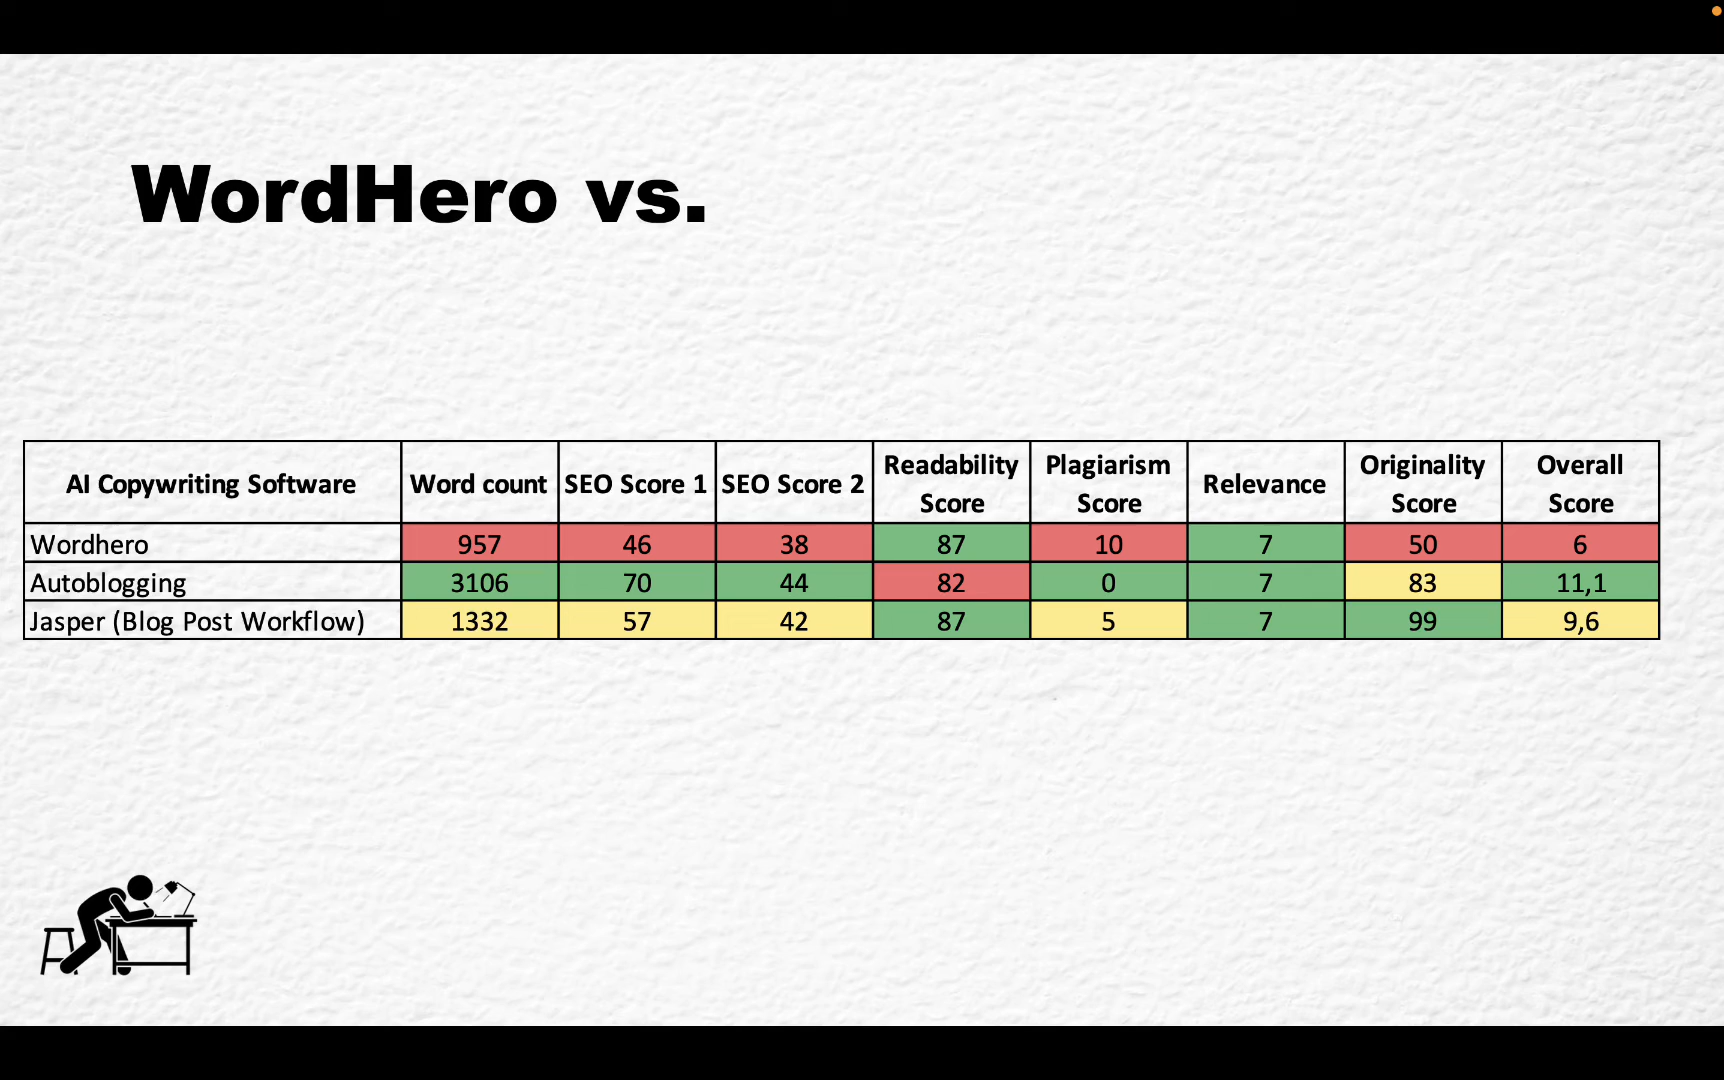 WordHero vs.
AI Copywriting Software Word count SEO Score 1 SEO Score 2 Readability Score Plagiarism Score Relevance Originality Score Overall Score
Wordhero 957 46 38 87 10 7 50 6
Autoblogging 3106 70 44 82 0 7 83 11,1
Jasper (Blog Post Workflow) 1332 57 42 87 5 7 99 9,6